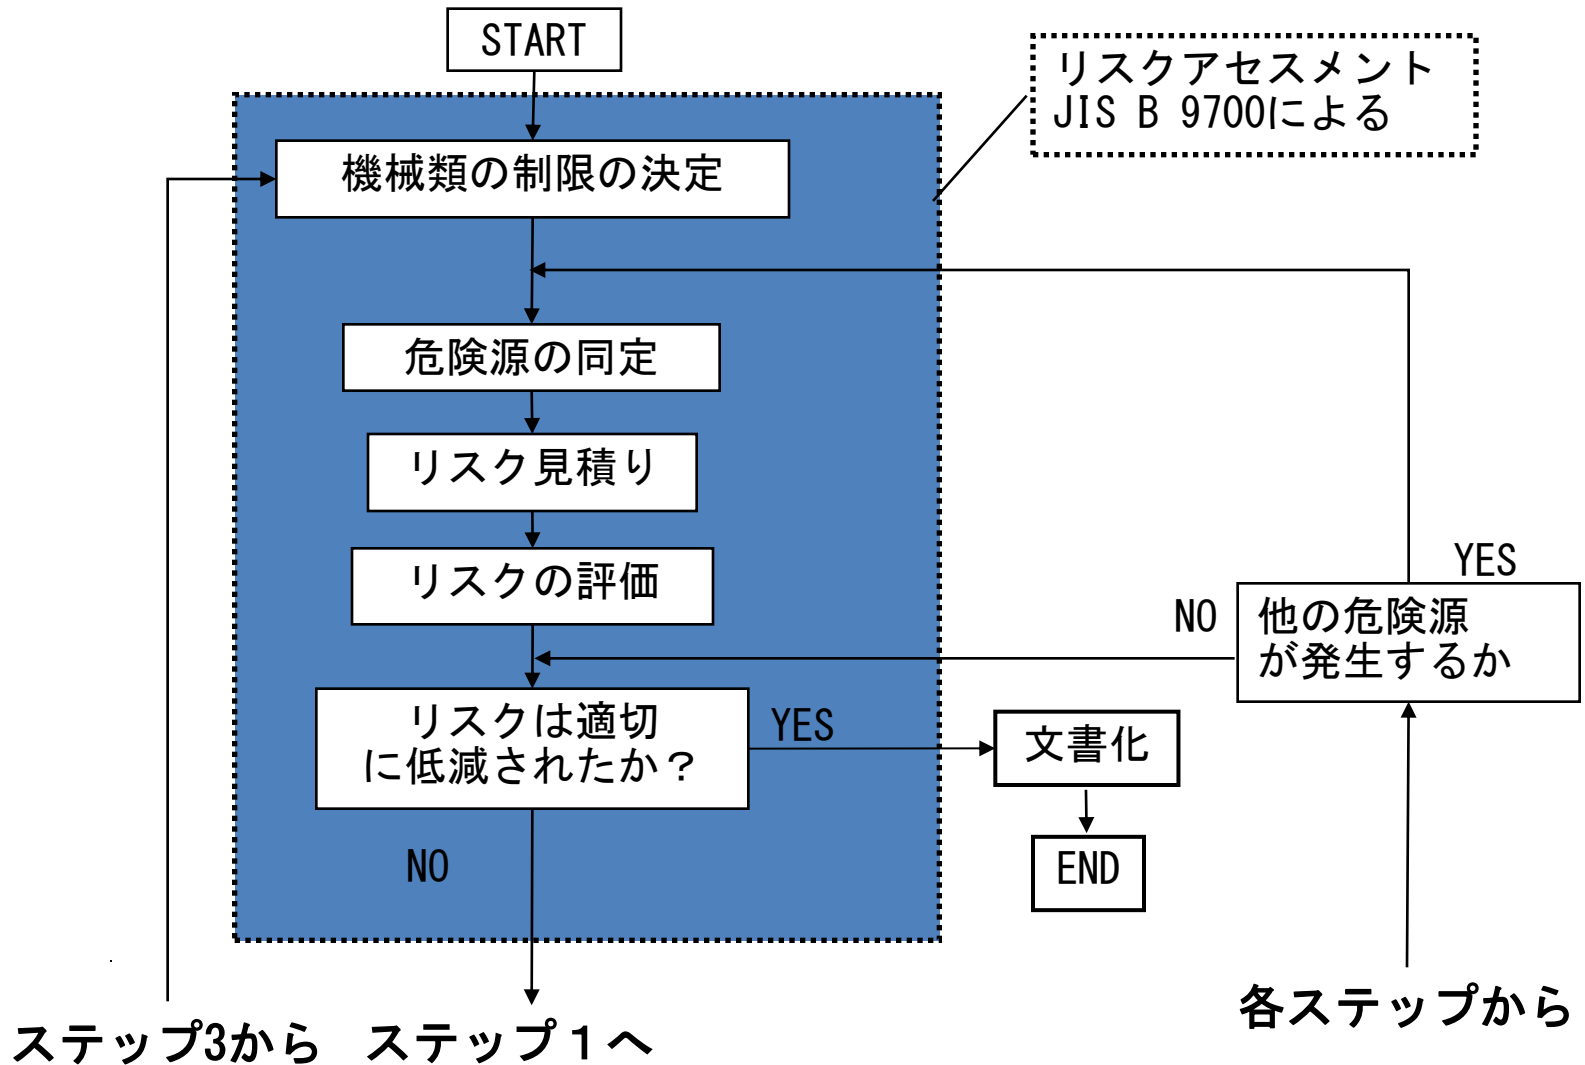 START
リスクアセスメント
JIS B 9700による
機械類の制限の決定
危険源の同定
リスク見積り
リスクの評価
YES
NO
他の危険源
が発生するか
リスクは適切
に低減されたか？
YES
文書化
NO
END
各ステップから
ステップ3から
ステップ１へ